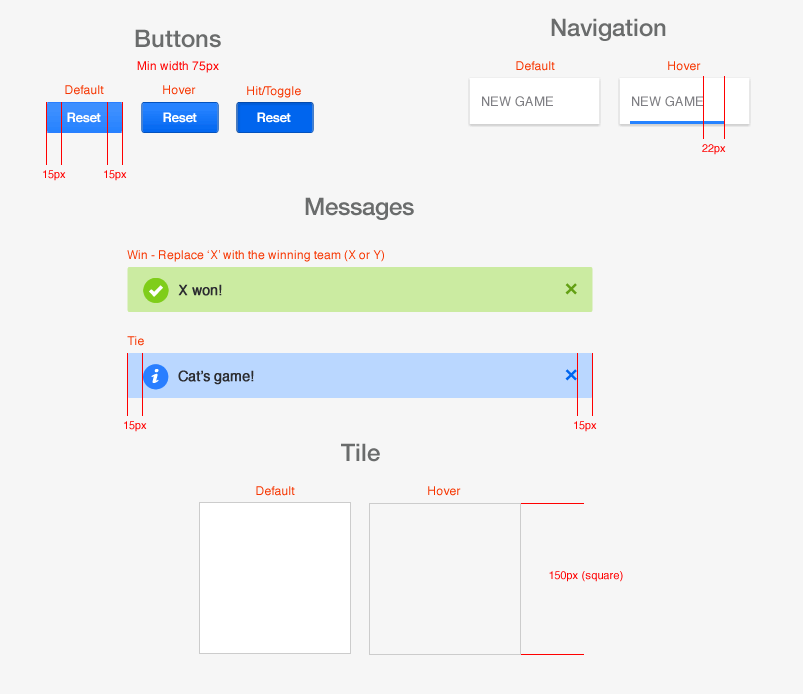 Buttons
Min width 75px
Default
Hover
Hit/Toggle
Reset
Reset
Reset
15px
15px
Navigation
Default
Hover
NEW GAME
NEW GAME
22px
Messages
Win - Replace ‘X’ with the winning team (X or Y)
X won!
Tie
Cat's game!
15px
15px
Tile
Default
Hover
150px (square)